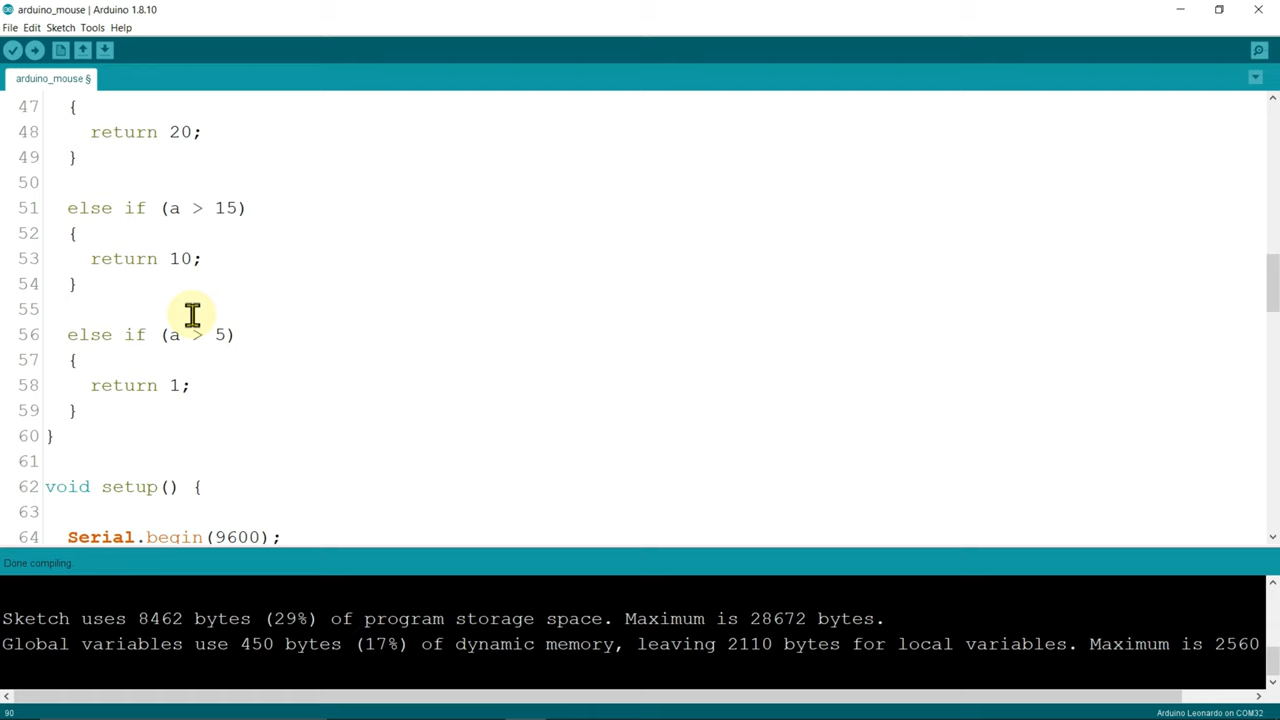 arduino_mouse | Arduino 1.8.10
File Edit Sketch Tools Help
arduino_mouse §
47 {
48 return 20;
49 }
50
51 else if (a > 15)
52 {
53 return 10;
54 }
55
56 else if (a > 5)
57 {
58 return 1;
59 }
60 }
61
62 void setup() {
63
64 Serial.begin(9600);
Done compiling.
Sketch uses 8462 bytes (29%) of program storage space. Maximum is 28672 bytes.
Global variables use 450 bytes (17%) of dynamic memory, leaving 2110 bytes for local variables. Maximum is 2560
90 Arduino Leonardo on COM32